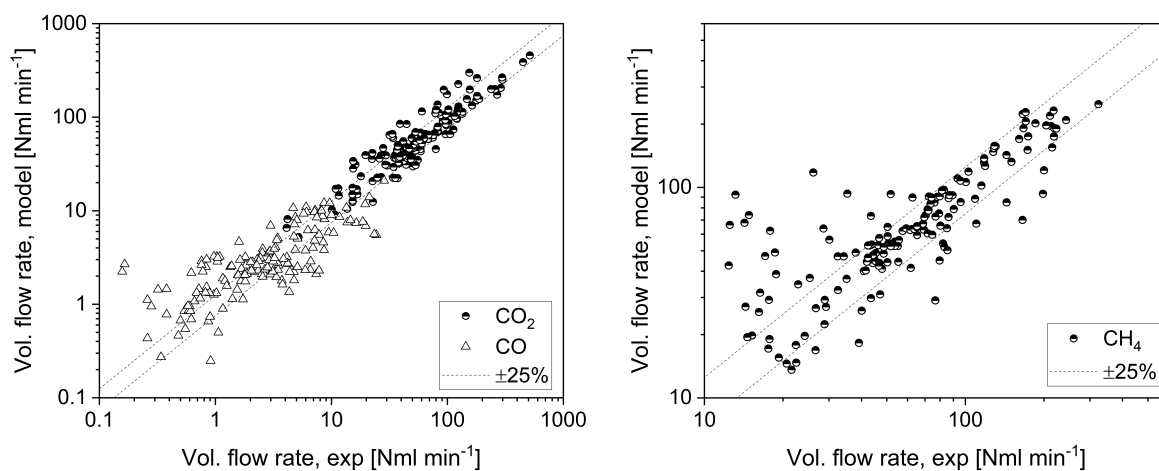 1000
100
10
1
0.1
Vol. flow rate, model [Nml min⁻¹]
CO₂
CO
±25%
0.1 1 10 100 1000
Vol. flow rate, exp [Nml min⁻¹]
100
10
Vol. flow rate, model [Nml min⁻¹]
CH₄
±25%
10 100
Vol. flow rate, exp [Nml min⁻¹]